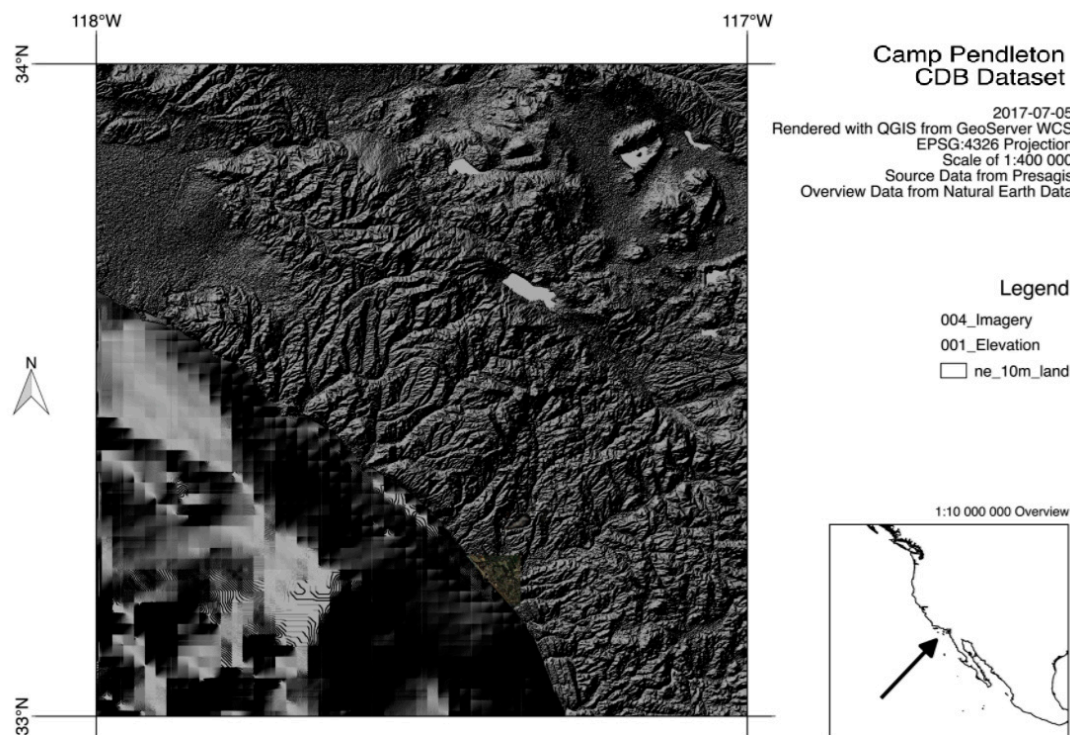 118°W
117°W
34°N
33°N
N
Camp Pendleton
CDB Dataset
2017-07-05
Rendered with QGIS from GeoServer WCS
EPSG:4326 Projection
Scale of 1:400 000
Source Data from Presagis
Overview Data from Natural Earth Data
Legend
004_Imagery
001_Elevation
ne_10m_land
1:10 000 000 Overview